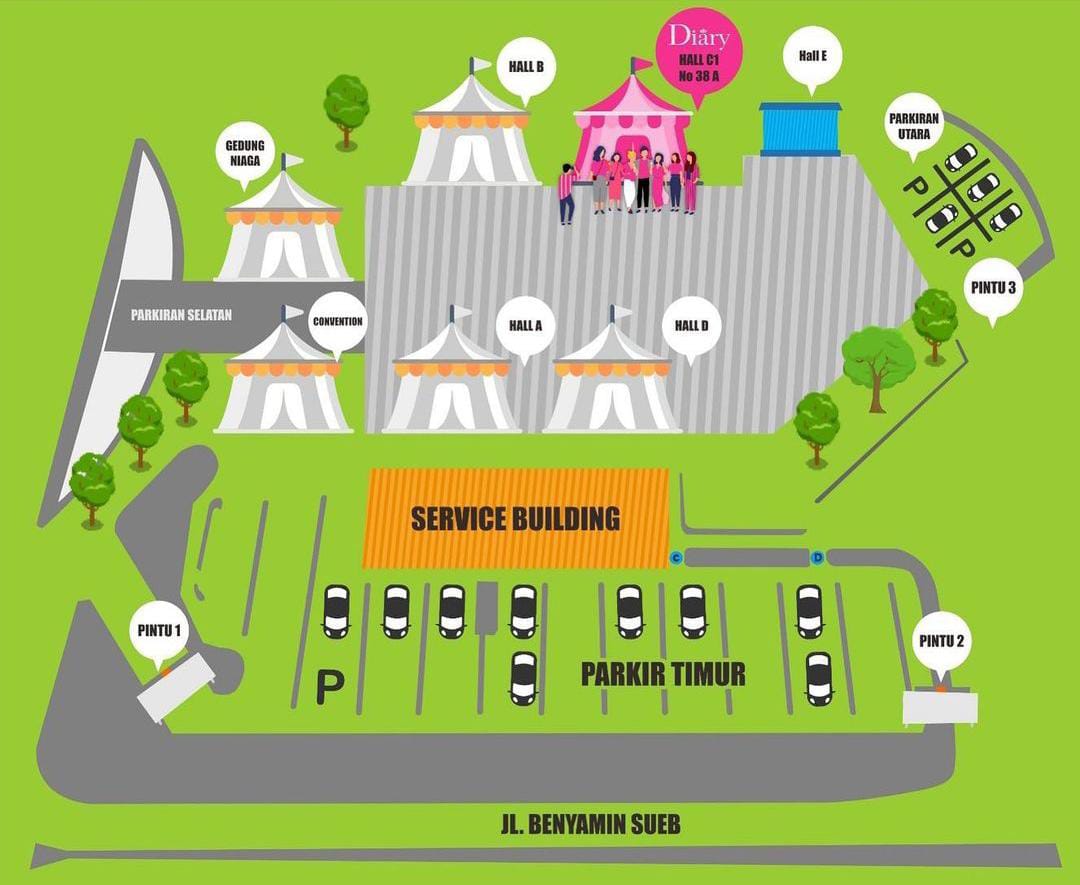 Diary
HALL C1
No 38 A
HALL B
Hall E
PARKIRAN
UTARA
GEDUNG
NIAGA
P
P
PINTU 3
PARKIRAN SELATAN
CONVENTION
HALL A
HALL D
SERVICE BUILDING
C
D
PINTU 1
PINTU 2
P
PARKIR TIMUR
JL. BENYAMIN SUEB